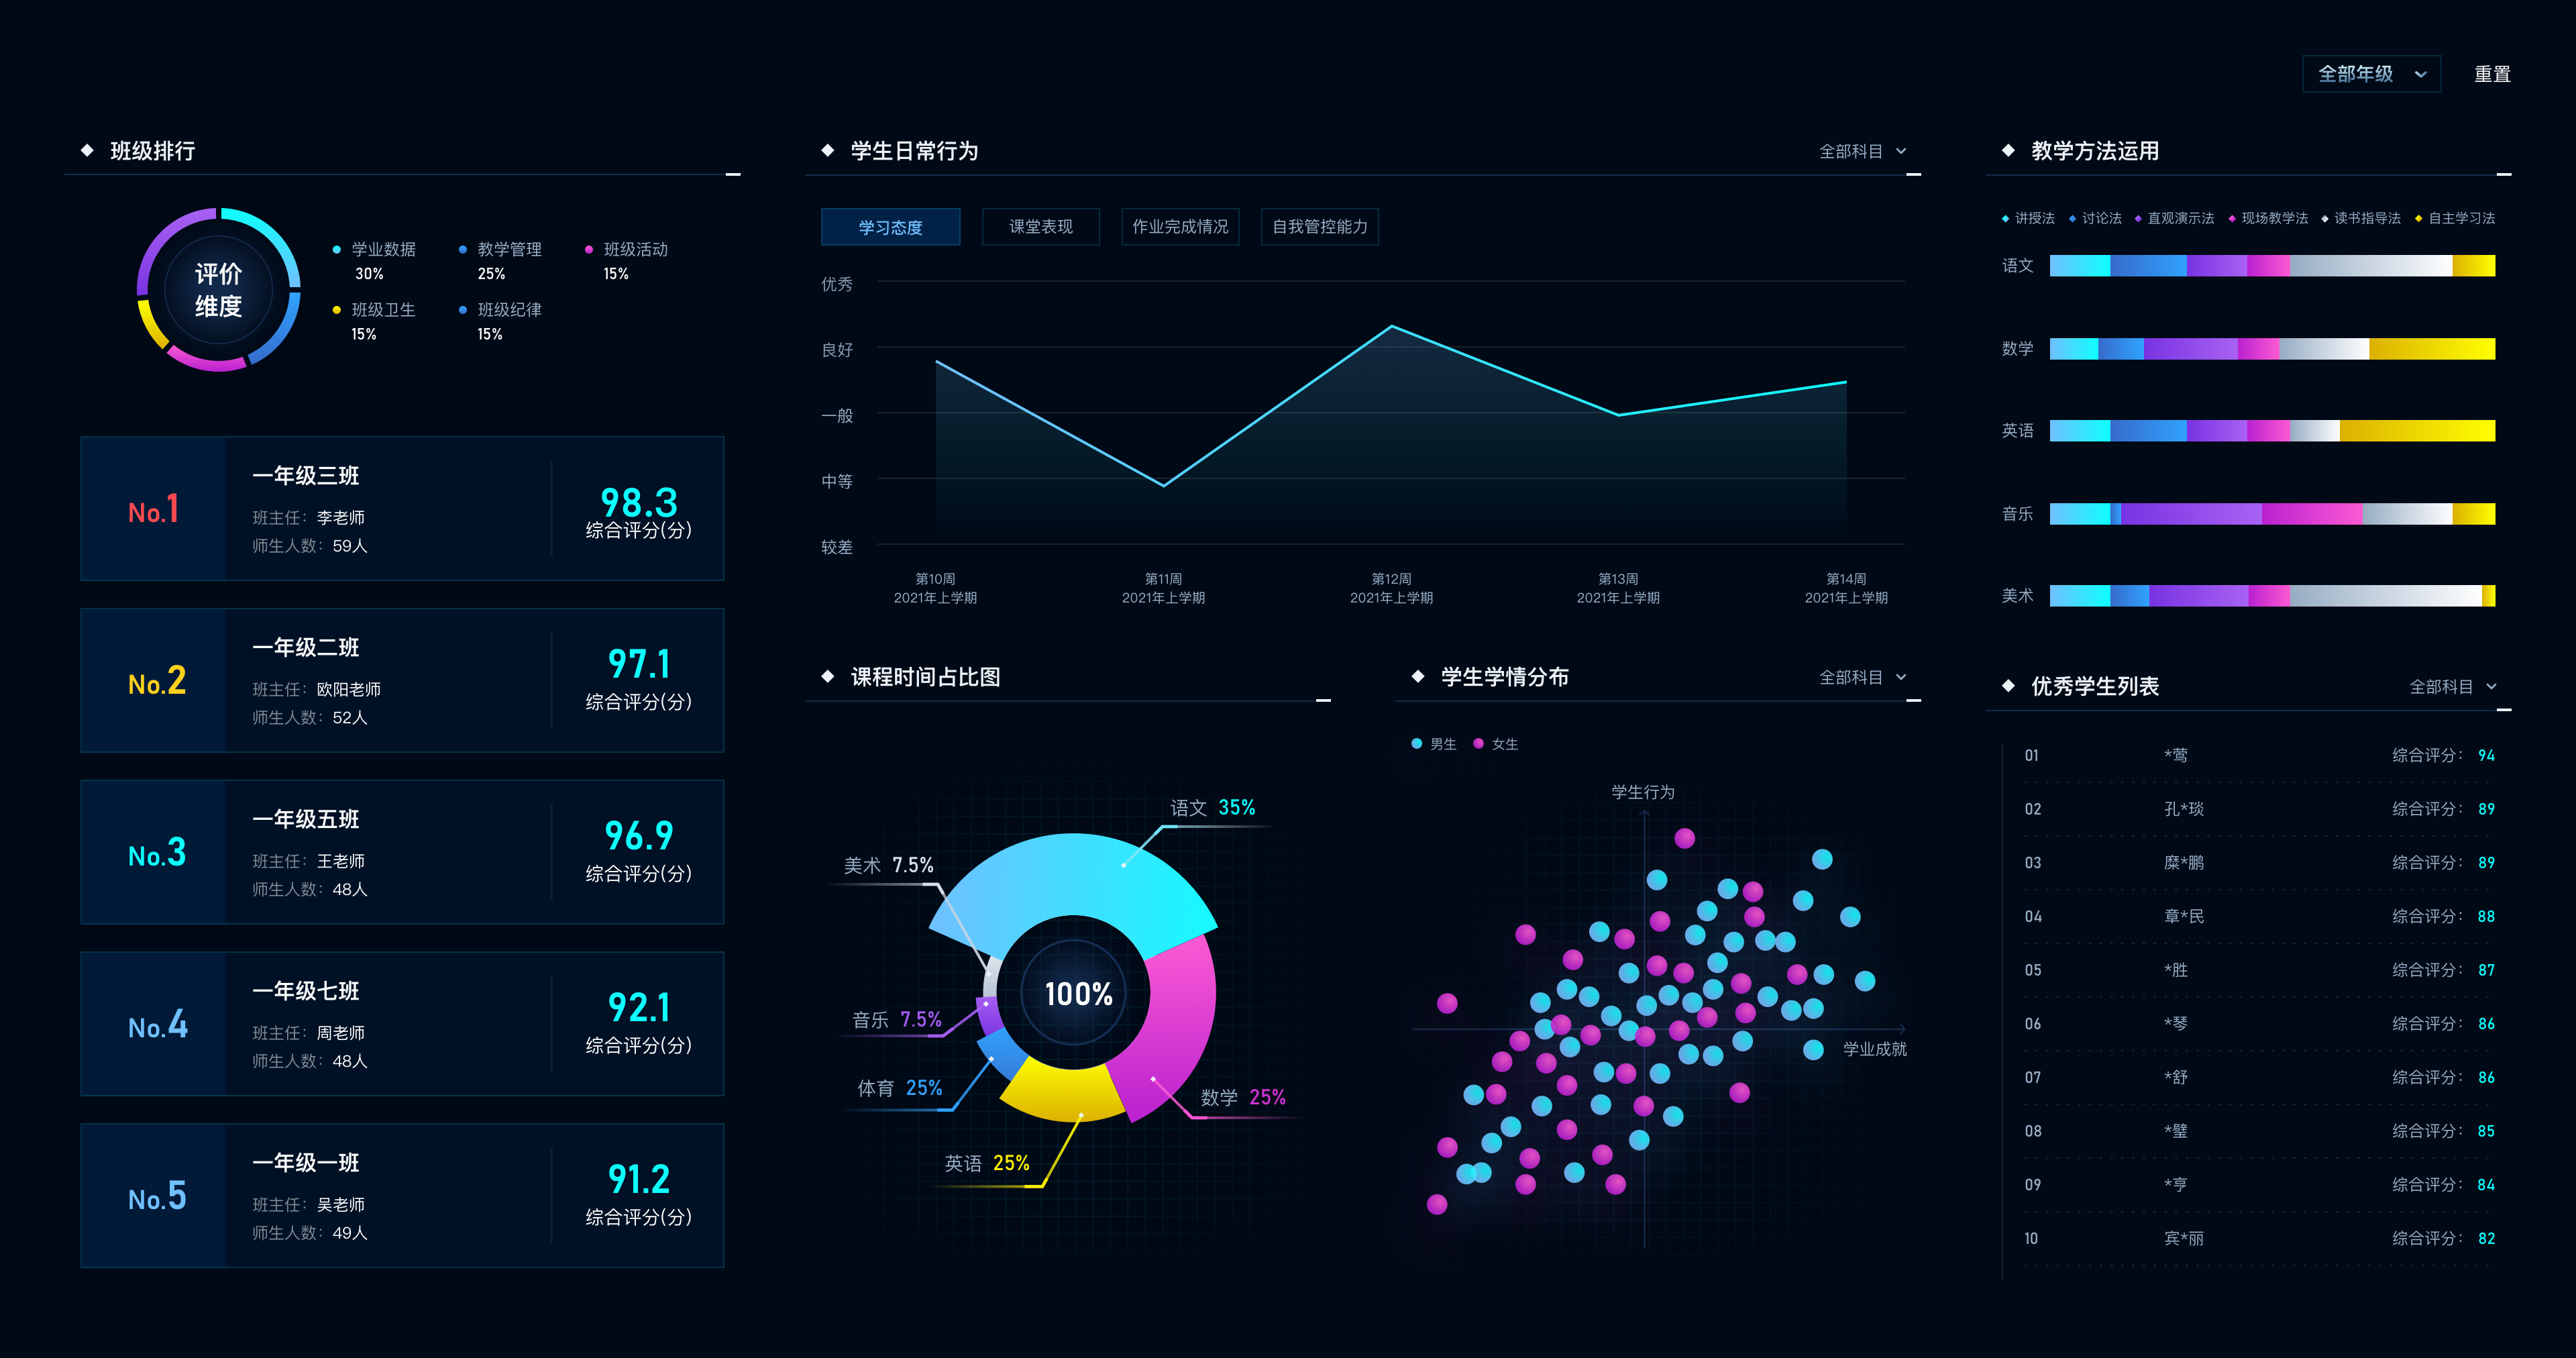 全部年级
重置
班级排行
评价
维度
学业数据
30%
教学管理
25%
班级活动
15%
班级卫生
15%
班级纪律
15%
No.1
一年级三班
班主任：李老师
师生人数：59人
98.3
综合评分(分)
No.2
一年级二班
班主任：欧阳老师
师生人数：52人
97.1
综合评分(分)
No.3
一年级五班
班主任：王老师
师生人数：48人
96.9
综合评分(分)
No.4
一年级七班
班主任：周老师
师生人数：48人
92.1
综合评分(分)
No.5
一年级一班
班主任：吴老师
师生人数：49人
91.2
综合评分(分)
学生日常行为
全部科目
学习态度
课堂表现
作业完成情况
自我管控能力
优秀
良好
一般
中等
较差
第10周
2021年上学期
第11周
2021年上学期
第12周
2021年上学期
第13周
2021年上学期
第14周
2021年上学期
课程时间占比图
语文 35%
美术 7.5%
音乐 7.5%
体育 25%
英语 25%
数学 25%
100%
学生学情分布
全部科目
男生
女生
学生行为
学业成就
教学方法运用
讲授法
讨论法
直观演示法
现场教学法
读书指导法
自主学习法
语文
数学
英语
音乐
美术
优秀学生列表
全部科目
01 *莺 综合评分：94
02 孔*琰 综合评分：89
03 糜*鹏 综合评分：89
04 章*民 综合评分：88
05 *胜 综合评分：87
06 *琴 综合评分：86
07 *舒 综合评分：86
08 *璧 综合评分：85
09 *亨 综合评分：84
10 宾*丽 综合评分：82